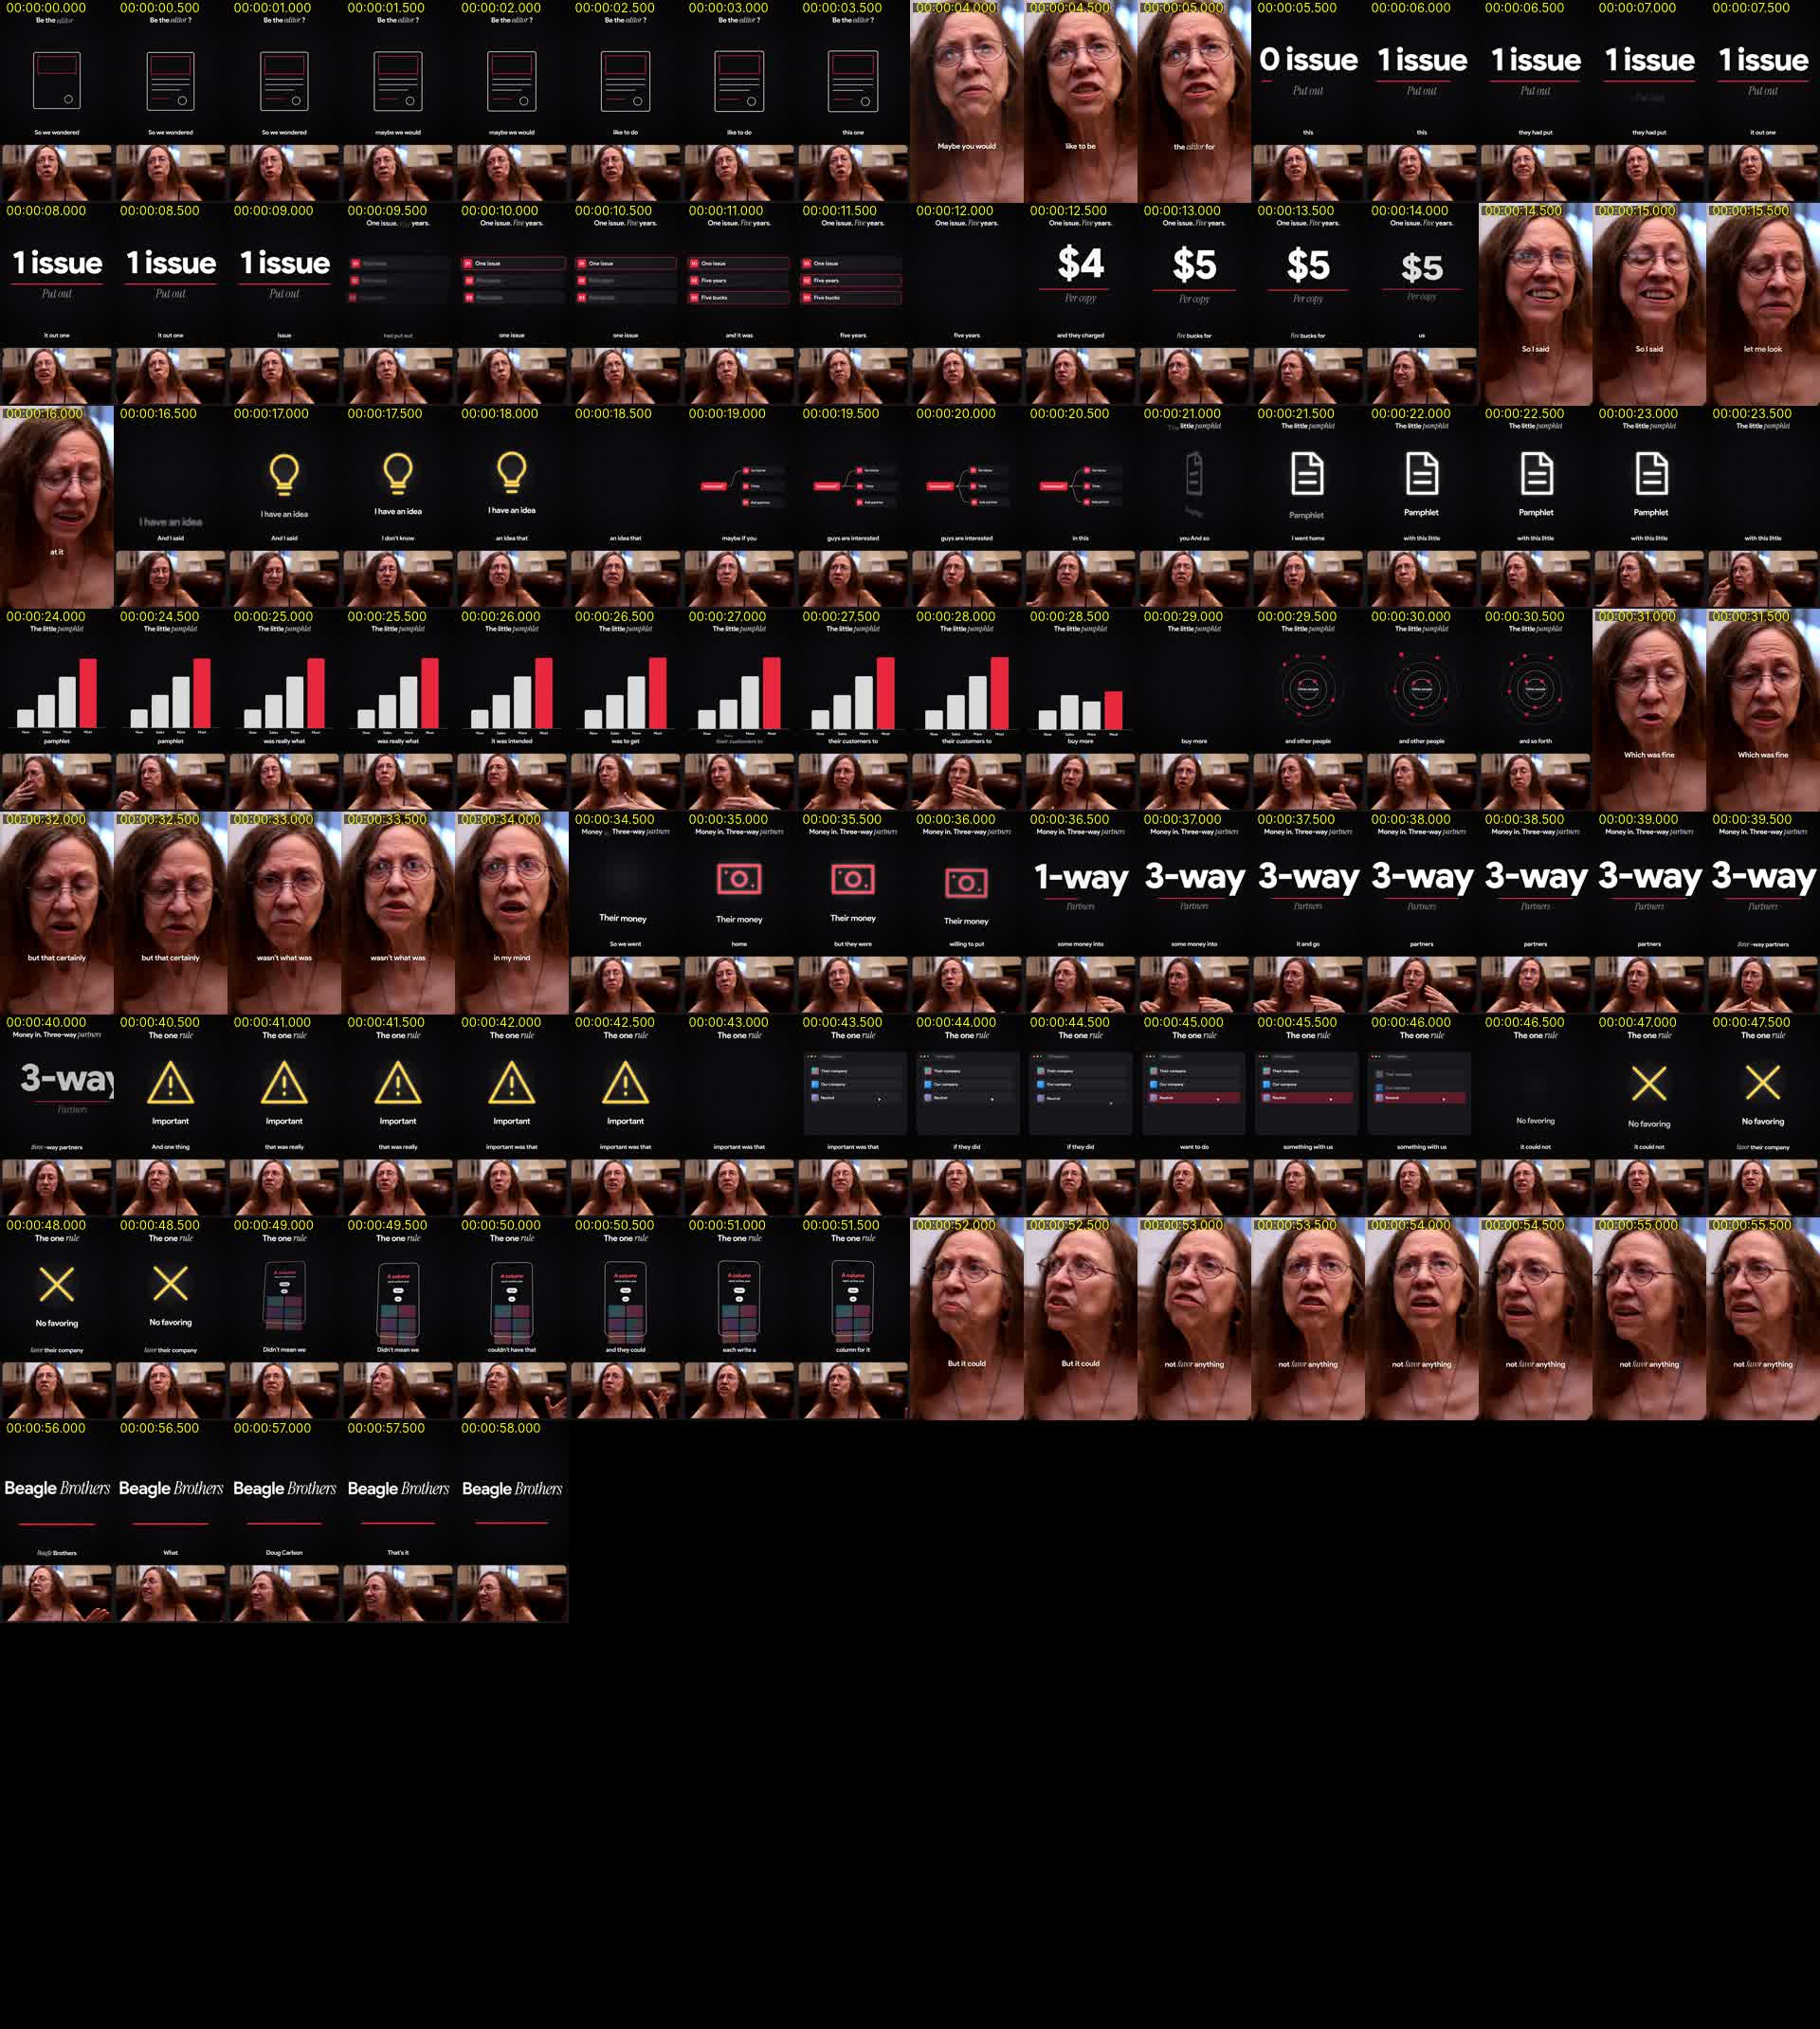 00:00:00.000 00:00:00.500 00:00:01.000 00:00:01.500 00:00:02.000 00:00:02.500 00:00:03.000 00:00:03.500 00:00:04.000 00:00:04.500 00:00:05.000 00:00:05.500 00:00:06.000 00:00:06.500 00:00:07.000 00:00:07.500
Be the editor Be the editor ? Be the editor ? Be the editor ? Be the editor ? Be the editor ? Be the editor ? Be the editor ?
0 issue 1 issue 1 issue 1 issue 1 issue
Put out Put out Put out Put out
So we wondered So we wondered So we wondered maybe we would maybe we would like to do like to do this one Maybe you would like to be the editor for this this they had put they had put it out one
00:00:08.000 00:00:08.500 00:00:09.000 00:00:09.500 00:00:10.000 00:00:10.500 00:00:11.000 00:00:11.500 00:00:12.000 00:00:12.500 00:00:13.000 00:00:13.500 00:00:14.000 00:00:14.500 00:00:15.000 00:00:15.500
One issue. years. One issue. Five years. One issue. Five years. One issue. Five years. One issue. Five years. One issue. Five years. One issue. Five years. One issue. Five years. One issue. Five years. One issue. Five years.
1 issue 1 issue 1 issue
Put out Put out Put out
01 One issue 01 One issue 01 One issue 01 One issue
02 Five years 02 Five years
03 Five bucks 03 Five bucks
$4 $5 $5 $5
Per copy Per copy Per copy Per copy
it out one it out one issue had put out one issue one issue and it was five years five years and they charged five bucks for five bucks for us So I said So I said let me look
00:00:16.000 00:00:16.500 00:00:17.000 00:00:17.500 00:00:18.000 00:00:18.500 00:00:19.000 00:00:19.500 00:00:20.000 00:00:20.500 00:00:21.000 00:00:21.500 00:00:22.000 00:00:22.500 00:00:23.000 00:00:23.500
The little pamphlet The little pamphlet The little pamphlet The little pamphlet The little pamphlet The little pamphlet
I have an idea I have an idea I have an idea I have an idea
Pamphlet Pamphlet Pamphlet Pamphlet
at it And I said And I said I don't know an idea that an idea that maybe if you guys are interested guys are interested in this you And so I went home with this little with this little with this little with this little
00:00:24.000 00:00:24.500 00:00:25.000 00:00:25.500 00:00:26.000 00:00:26.500 00:00:27.000 00:00:27.500 00:00:28.000 00:00:28.500 00:00:29.000 00:00:29.500 00:00:30.000 00:00:30.500 00:00:31.000 00:00:31.500
The little pamphlet The little pamphlet The little pamphlet The little pamphlet The little pamphlet The little pamphlet The little pamphlet The little pamphlet The little pamphlet The little pamphlet The little pamphlet The little pamphlet The little pamphlet The little pamphlet
Other people Other people Other people
pamphlet pamphlet was really what was really what it was intended was to get their customers to their customers to their customers to buy more buy more and other people and other people and so forth Which was fine Which was fine
00:00:32.000 00:00:32.500 00:00:33.000 00:00:33.500 00:00:34.000 00:00:34.500 00:00:35.000 00:00:35.500 00:00:36.000 00:00:36.500 00:00:37.000 00:00:37.500 00:00:38.000 00:00:38.500 00:00:39.000 00:00:39.500
Money in. Three-way partners Money in. Three-way partners Money in. Three-way partners Money in. Three-way partners Money in. Three-way partners Money in. Three-way partners Money in. Three-way partners Money in. Three-way partners Money in. Three-way partners Money in. Three-way partners Money in. Three-way partners
Their money Their money Their money Their money
1-way 3-way 3-way 3-way 3-way 3-way 3-way
Partners Partners Partners Partners Partners Partners Partners
but that certainly but that certainly wasn't what was wasn't what was in my mind So we went home but they were willing to put some money into some money into it and go partners partners partners three-way partners
00:00:40.000 00:00:40.500 00:00:41.000 00:00:41.500 00:00:42.000 00:00:42.500 00:00:43.000 00:00:43.500 00:00:44.000 00:00:44.500 00:00:45.000 00:00:45.500 00:00:46.000 00:00:46.500 00:00:47.000 00:00:47.500
Money in. Three-way partners The one rule The one rule The one rule The one rule The one rule The one rule The one rule The one rule The one rule The one rule The one rule The one rule The one rule The one rule The one rule
3-way
Partners
Important Important Important Important Important
Their company Their company Their company Their company Their company Their company
Our company Our company Our company Our company Our company Our company
Neutral Neutral Neutral Neutral Neutral Neutral
No favoring No favoring No favoring
three-way partners And one thing that was really that was really important was that important was that important was that important was that if they did if they did want to do something with us something with us it could not it could not favor their company
00:00:48.000 00:00:48.500 00:00:49.000 00:00:49.500 00:00:50.000 00:00:50.500 00:00:51.000 00:00:51.500 00:00:52.000 00:00:52.500 00:00:53.000 00:00:53.500 00:00:54.000 00:00:54.500 00:00:55.000 00:00:55.500
The one rule The one rule The one rule The one rule The one rule The one rule The one rule The one rule
No favoring No favoring
A column A column A column A column A column A column
favor their company favor their company Didn't mean we Didn't mean we couldn't have that and they could each write a column for it But it could But it could not favor anything not favor anything not favor anything not favor anything not favor anything not favor anything
00:00:56.000 00:00:56.500 00:00:57.000 00:00:57.500 00:00:58.000
Beagle Brothers Beagle Brothers Beagle Brothers Beagle Brothers Beagle Brothers
Beagle Brothers What Doug Carlson That's it